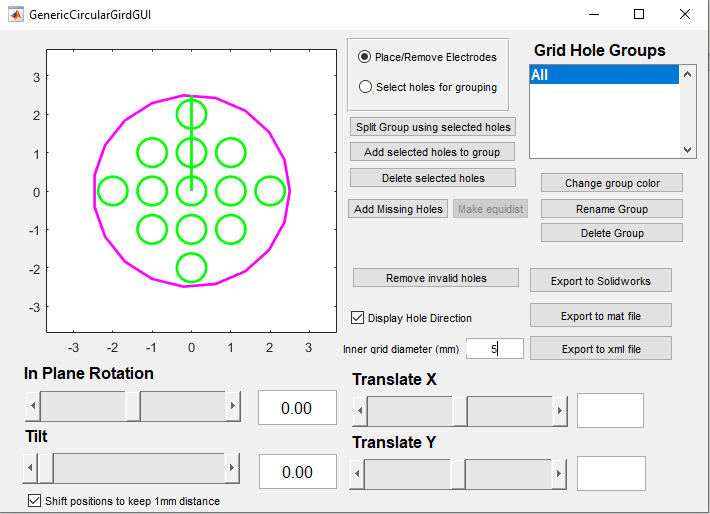 GenericCircularGirdGUI
Place/Remove Electrodes
Select holes for grouping
Grid Hole Groups
All
Split Group using selected holes
Add selected holes to group
Delete selected holes
Add Missing Holes
Make equidist
Change group color
Rename Group
Delete Group
Remove invalid holes
Export to Solidworks
Display Hole Direction
Export to mat file
Inner grid diameter (mm)
5
Export to xml file
3
2
1
0
-1
-2
-3
-3 -2 -1 0 1 2 3
In Plane Rotation
0.00
Translate X
Tilt
0.00
Translate Y
Shift positions to keep 1mm distance